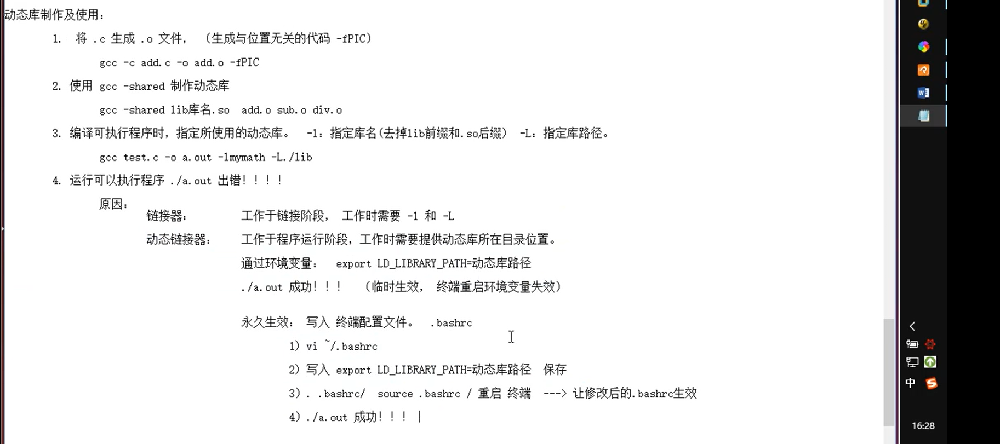 动态库制作及使用：
1. 将 .c 生成 .o 文件， （生成与位置无关的代码 -fPIC）
gcc -c add.c -o add.o -fPIC
2. 使用 gcc -shared 制作动态库
gcc -shared lib库名.so add.o sub.o div.o
3. 编译可执行程序时，指定所使用的动态库。 -l：指定库名(去掉lib前缀和.so后缀） -L：指定库路径。
gcc test.c -o a.out -lmymath -L./lib
4. 运行可以执行程序 ./a.out 出错！！！！
原因：
链接器： 工作于链接阶段， 工作时需要 -l 和 -L
动态链接器： 工作于程序运行阶段，工作时需要提供动态库所在目录位置。
通过环境变量： export LD_LIBRARY_PATH=动态库路径
./a.out 成功！！！ （临时生效， 终端重启环境变量失效）
永久生效： 写入 终端配置文件。 .bashrc
1) vi ~/.bashrc
2) 写入 export LD_LIBRARY_PATH=动态库路径 保存
3) . .bashrc/ source .bashrc / 重启 终端 ---> 让修改后的.bashrc生效
4) ./a.out 成功！！！
中
16:28